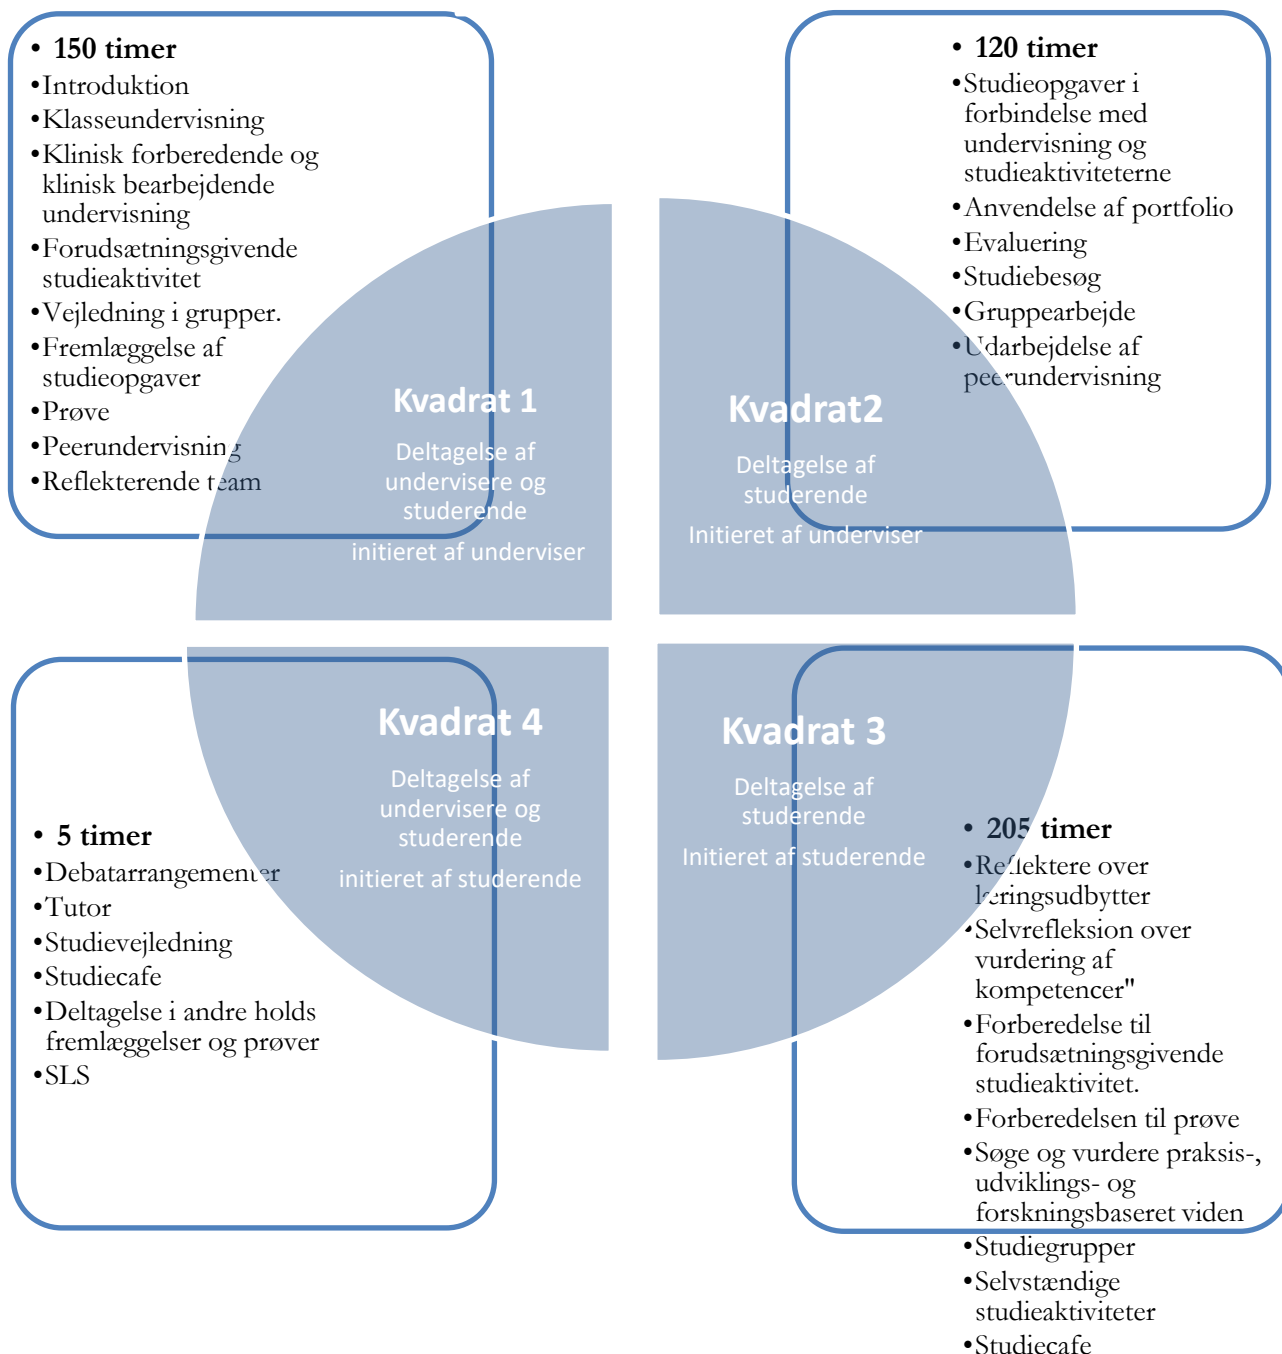 • 150 timer
•Introduktion
•Klasseundervisning
•Klinisk forberedende og
klinisk bearbejdende
undervisning
•Forudsætningsgivende
studieaktivitet
•Vejledning i grupper.
•Fremlæggelse af
studieopgaver
•Prøve
•Peerundervisning
•Reflekterende team
Kvadrat 1
Deltagelse af
undervisere og
studerende
initieret af underviser
• 120 timer
•Studieopgaver i
forbindelse med
undervisning og
studieaktiviteterne
•Anvendelse af portfolio
•Evaluering
•Studiebesøg
•Gruppearbejde
•Udarbejdelse af
peerundervisning
Kvadrat2
Deltagelse af
studerende
Initieret af underviser
Kvadrat 4
Deltagelse af
undervisere og
studerende
initieret af studerende
• 5 timer
•Debatarrangementer
•Tutor
•Studievejledning
•Studiecafe
•Deltagelse i andre holds
fremlæggelser og prøver
•SLS
Kvadrat 3
Deltagelse af
studerende
Initieret af studerende
• 205 timer
•Reflektere over
læringsudbytter
•Selvrefleksion over
vurdering af
kompetencer"
•Forberedelse til
forudsætningsgivende
studieaktivitet.
•Forberedelsen til prøve
•Søge og vurdere praksis-,
udviklings- og
forskningsbaseret viden
•Studiegrupper
•Selvstændige
studieaktiviteter
•Studiecafe